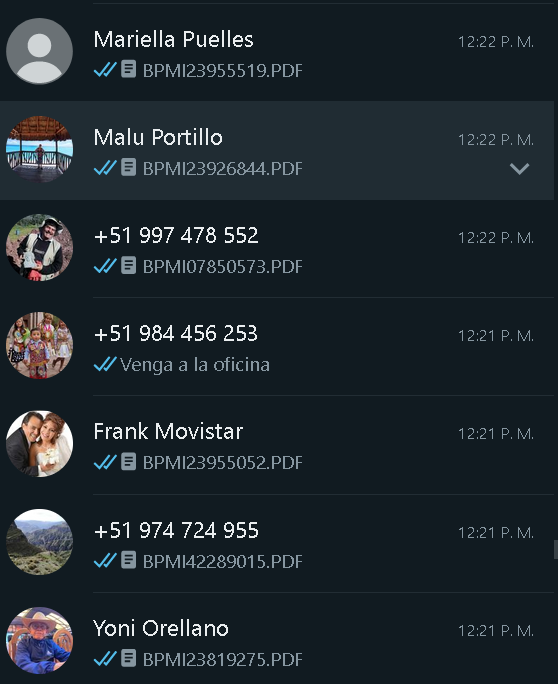 Mariella Puelles
12:22 P. M.
BPMI23955519.PDF
Malu Portillo
12:22 P. M.
BPMI23926844.PDF
+51 997 478 552
12:22 P. M.
BPMI07850573.PDF
+51 984 456 253
12:21 P. M.
Venga a la oficina
Frank Movistar
12:21 P. M.
BPMI23955052.PDF
+51 974 724 955
12:21 P. M.
BPMI42289015.PDF
Yoni Orellano
12:21 P. M.
BPMI23819275.PDF